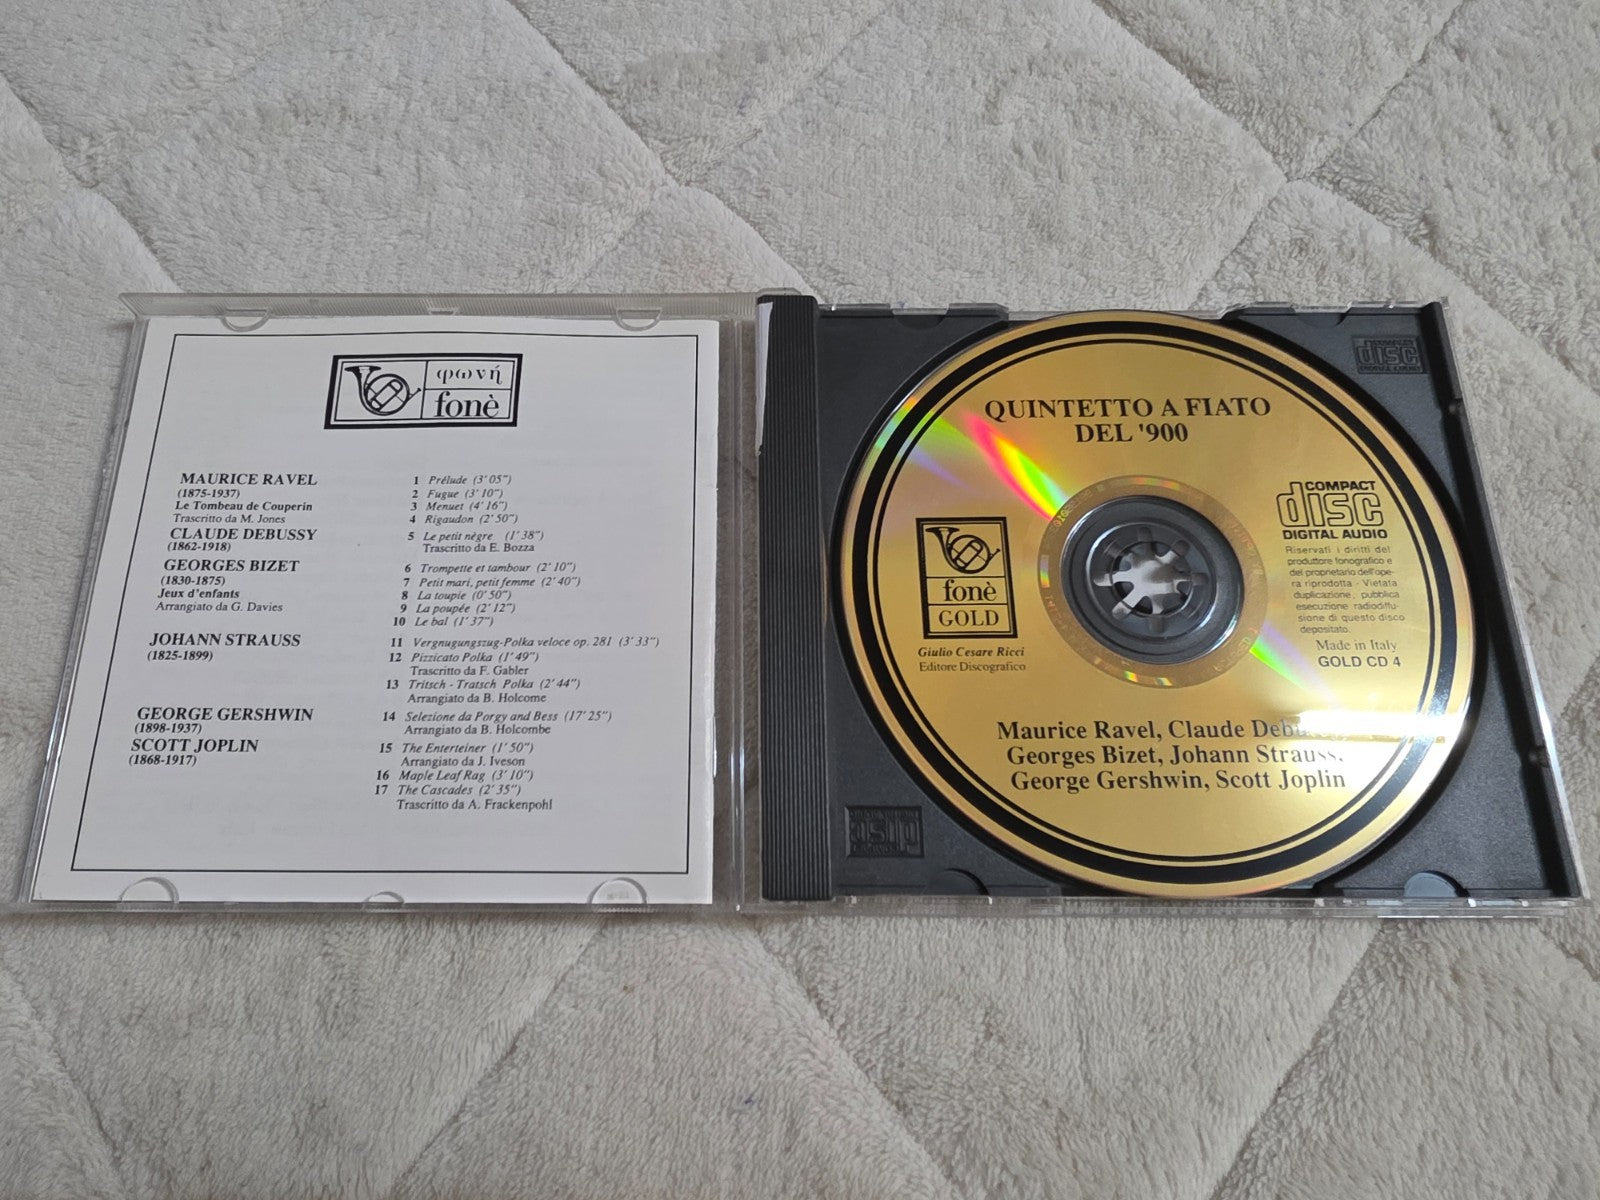 φωνή
fonè
MAURICE RAVEL
(1875-1937)
Le Tombeau de Couperin
Trascritto da M. Jones
1 Prélude (3'05")
2 Fugue (3'10")
3 Menuet (4'16")
4 Rigaudon (2'50")
CLAUDE DEBUSSY
(1862-1918)
5 Le petit nègre (1'38")
Trascritto da E. Bozza
GEORGES BIZET
(1830-1875)
Jeux d'enfants
Arrangiato da G. Davies
6 Trompette et tambour (2'10")
7 Petit mari, petit femme (2'40")
8 La toupie (0'50")
9 La poupée (2'12")
10 Le bal (1'37")
JOHANN STRAUSS
(1825-1899)
11 Vergnugungszug-Polka veloce op. 281 (3'33")
12 Pizzicato Polka (1'49")
Trascritto da F. Gabler
13 Tritsch - Tratsch Polka (2'44")
Arrangiato da B. Holcome
GEORGE GERSHWIN
(1898-1937)
14 Selezione da Porgy and Bess (17'25")
Arrangiato da B. Holcombe
SCOTT JOPLIN
(1868-1917)
15 The Enterteiner (1'50")
Arrangiato da J. Iveson
16 Maple Leaf Rag (3'10")
17 The Cascades (2'35")
Trascritto da A. Frackenpohl
QUINTETTO A FIATO
DEL '900
fonè
GOLD
Giulio Cesare Ricci
Editore Discografico
COMPACT
disc
DIGITAL AUDIO
Riservati i diritti del
produttore fonografico e
del proprietario dell'ope-
ra riprodotta - Vietata
duplicazione, pubblica
esecuzione radiodiffu-
sione di questo disco
depositato.
Made in Italy
GOLD CD 4
Maurice Ravel, Claude
Georges Bizet, Johann Strauss,
George Gershwin, Scott Joplin
COMPACT
disc
DIGITAL AUDIO